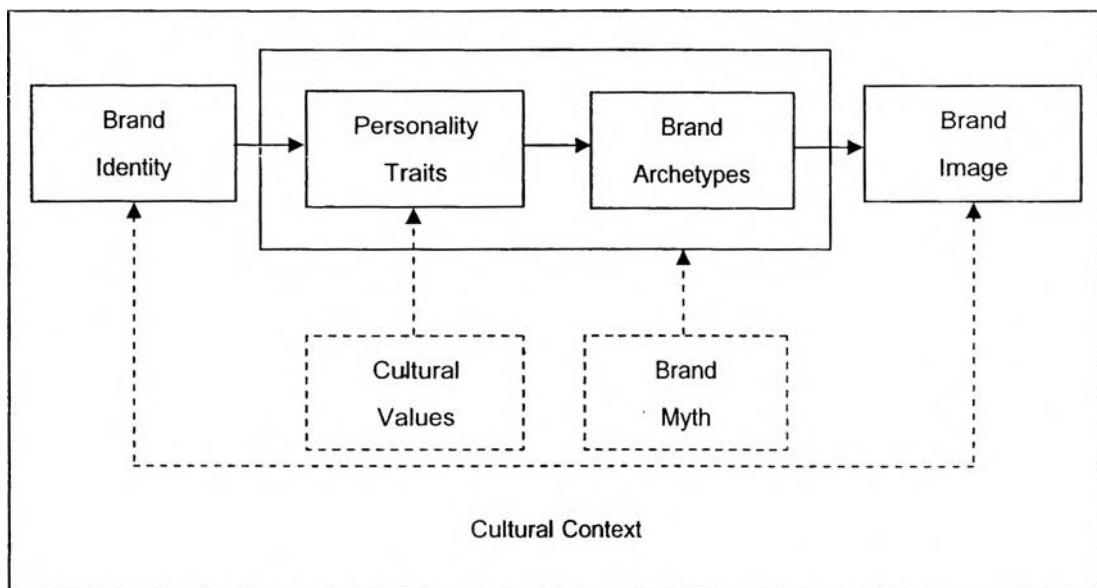 Brand
Identity
Personality
Traits
Brand
Archetypes
Brand
Image
Cultural
Values
Brand
Myth
Cultural Context